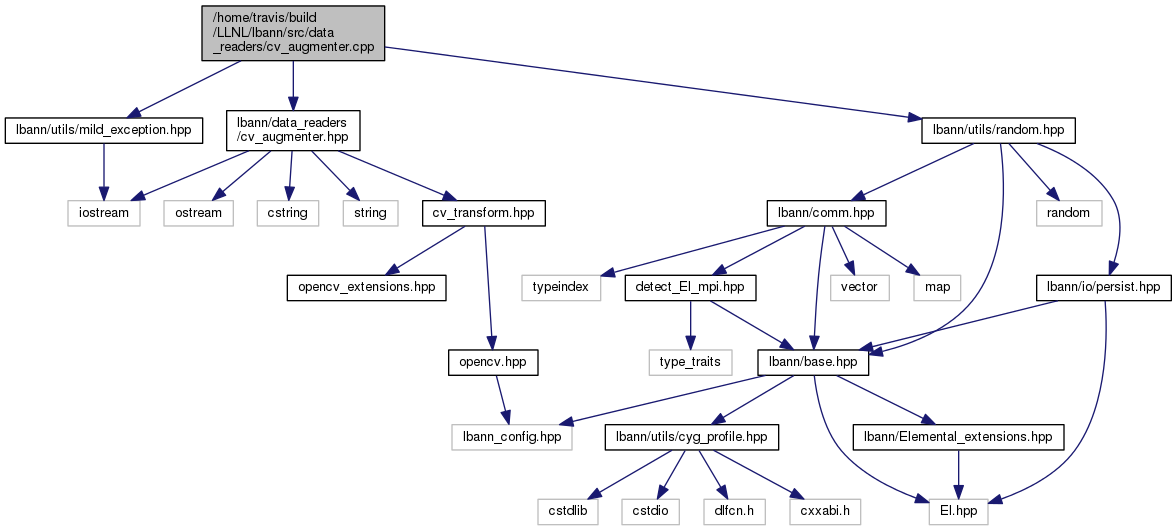 /home/travis/build
/LLNL/lbann/src/data
_readers/cv_augmenter.cpp
lbann/utils/mild_exception.hpp
lbann/data_readers
/cv_augmenter.hpp
lbann/utils/random.hpp
iostream
ostream
cstring
string
cv_transform.hpp
lbann/comm.hpp
random
opencv_extensions.hpp
typeindex
detect_El_mpi.hpp
vector
map
lbann/io/persist.hpp
opencv.hpp
type_traits
lbann/base.hpp
lbann_config.hpp
lbann/utils/cyg_profile.hpp
lbann/Elemental_extensions.hpp
cstdlib
cstdio
dlfcn.h
cxxabi.h
El.hpp